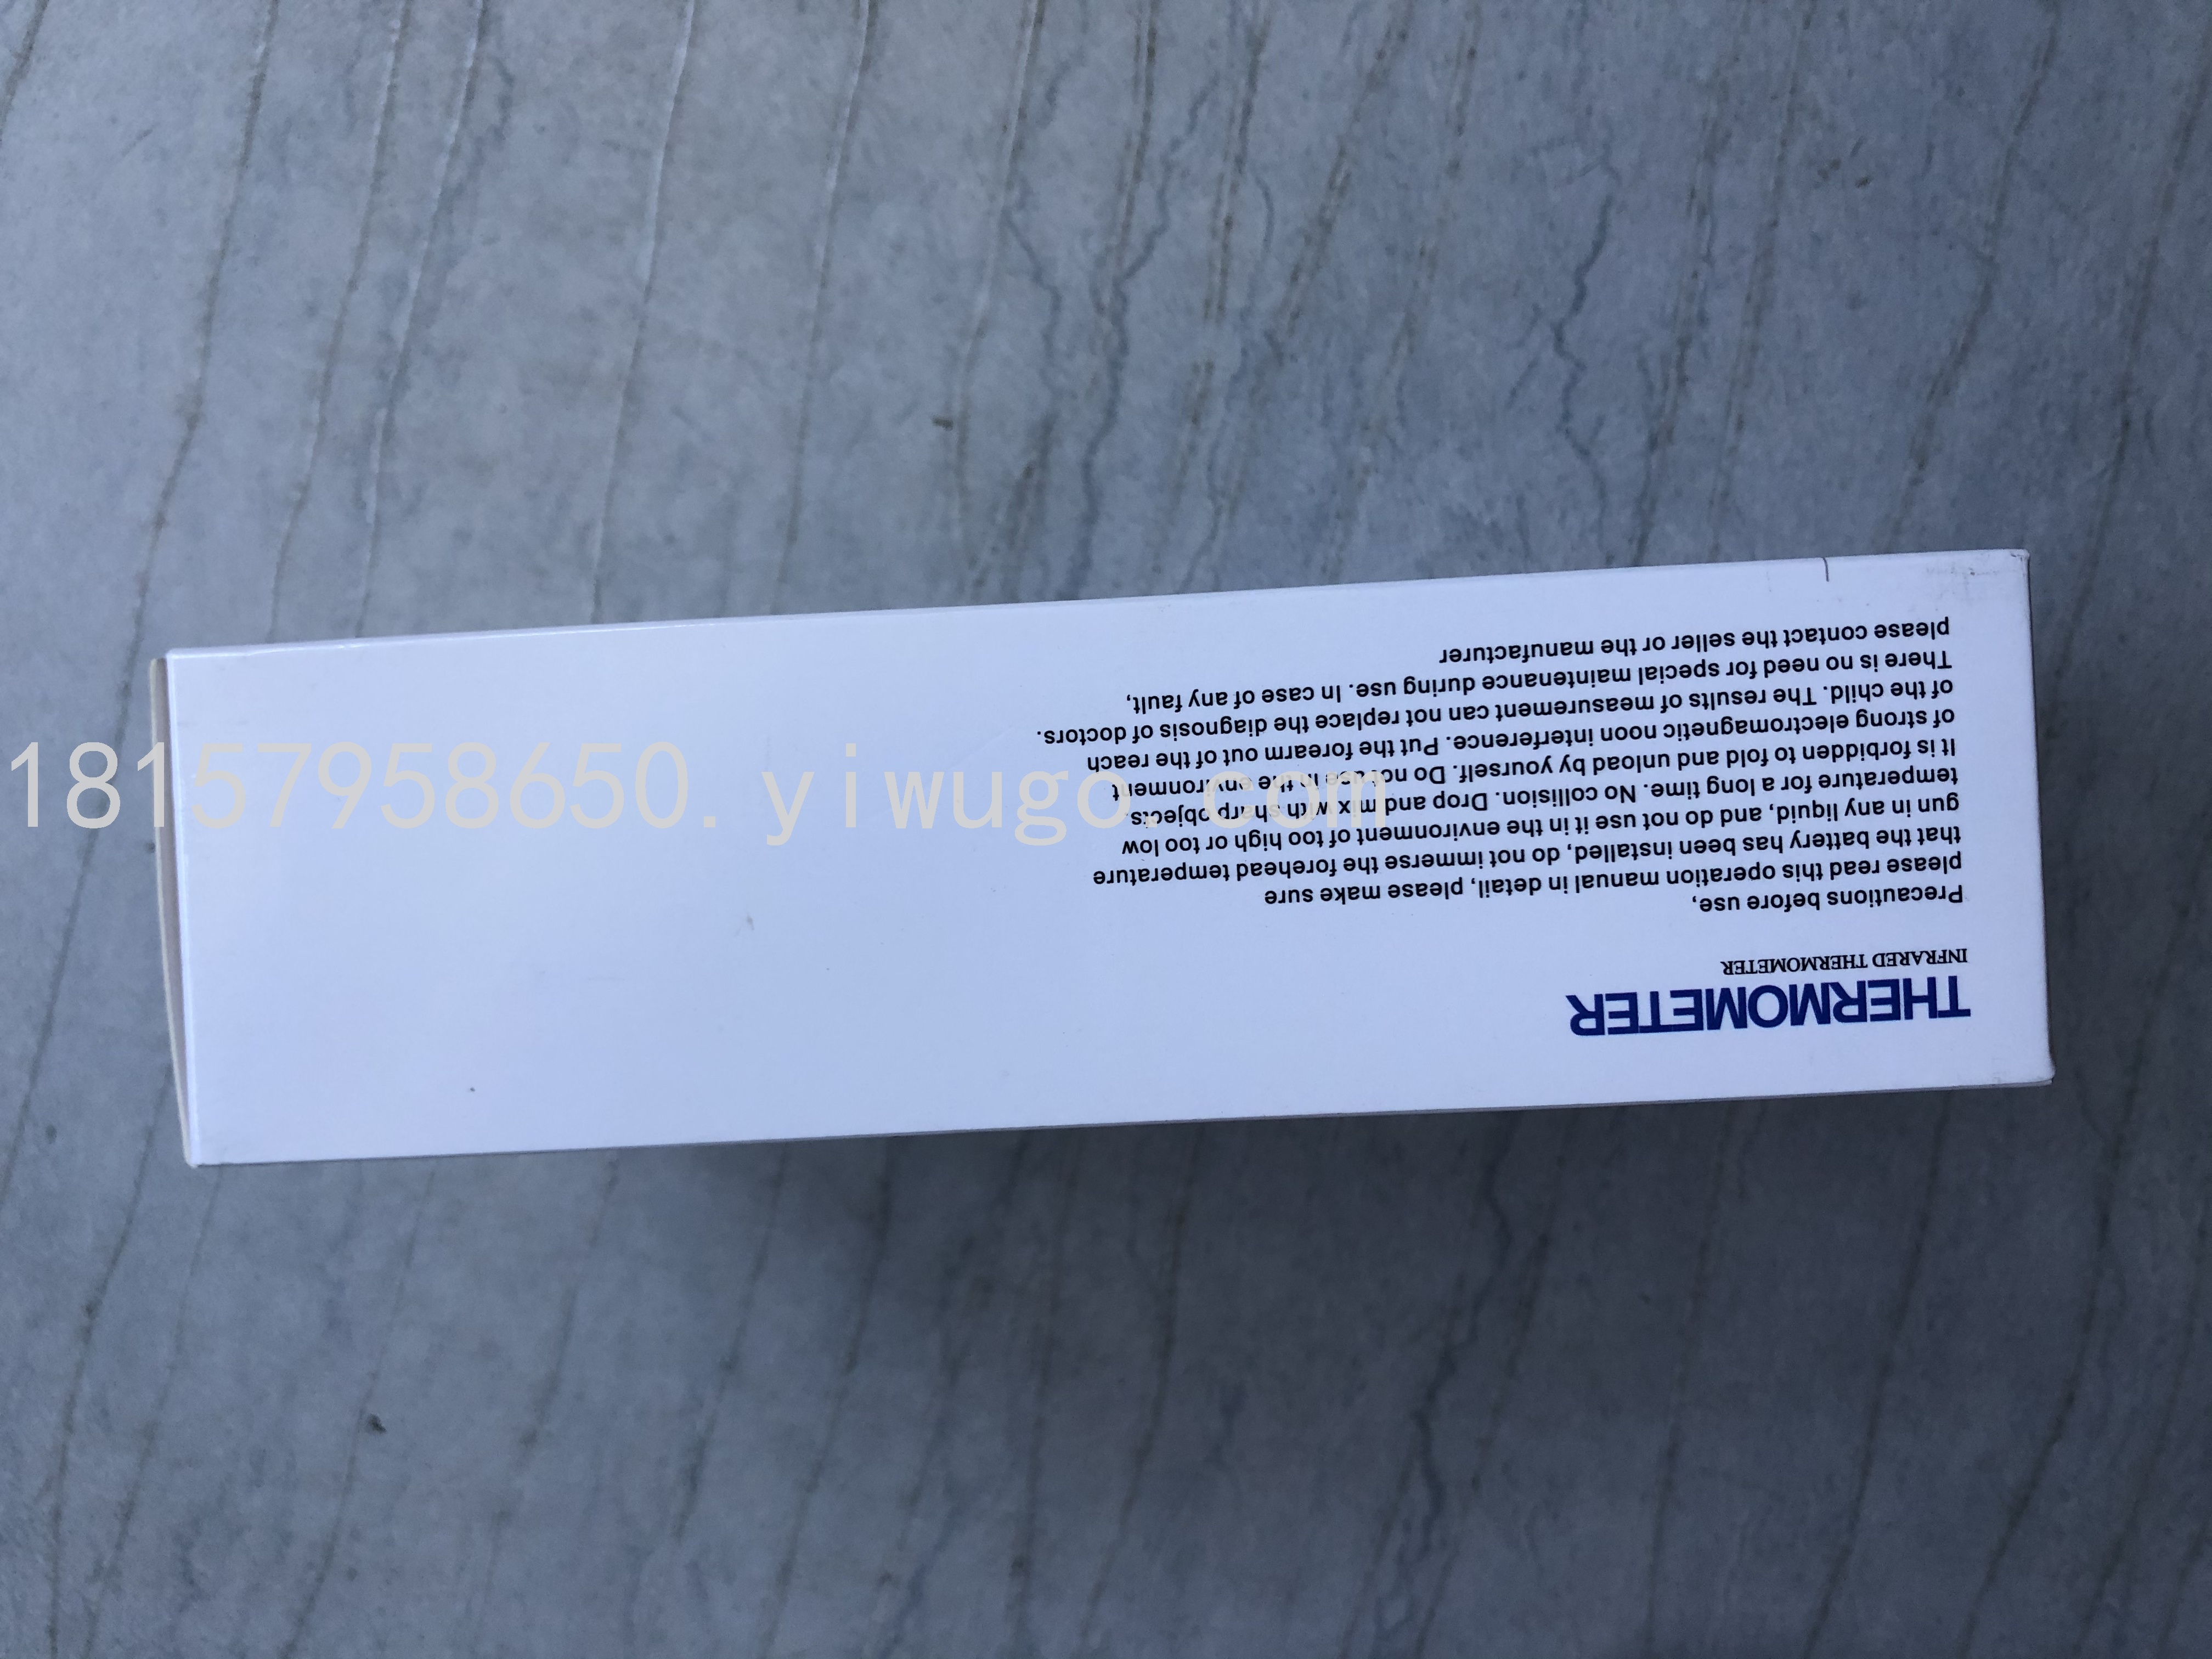 THERMOMETER
INFRARED THERMOMETER
Precautions before use,
please read this operation manual in detail, please make sure
that the battery has been installed, do not immerse the forehead temperature
gun in any liquid, and do not use it in the environment of too high or too low
temperature for a long time. No collision. Drop and mix with sharp objects.
It is forbidden to fold and unload by yourself. Do not use in the environment
of strong electromagnetic noon interference. Put the forearm out of the reach
of the child. The results of measurement can not replace the diagnosis of doctors.
There is no need for special maintenance during use. In case of any fault,
please contact the seller or the manufacturer
18157958650.yiwugo.com